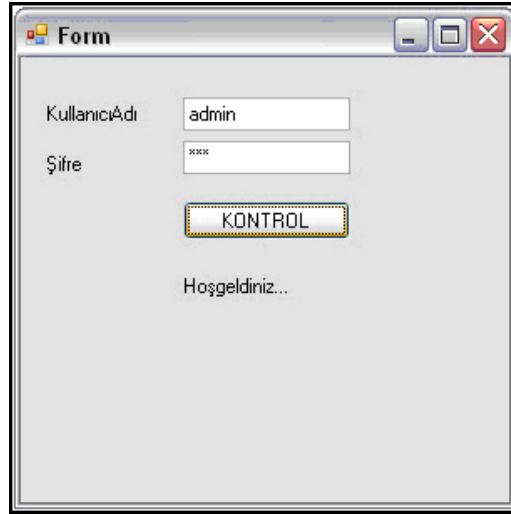 Form
KullanıcıAdı admin
Şifre ***
KONTROL
Hoşgeldiniz...